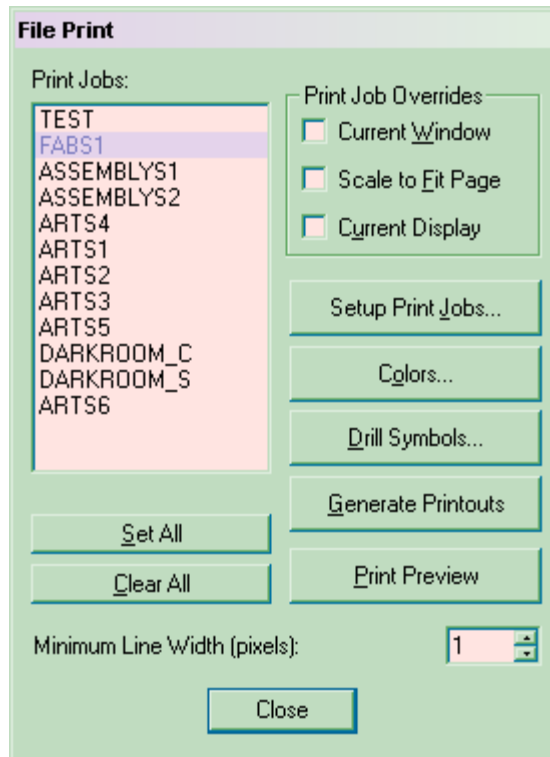 File Print
Print Jobs:
TEST
FABS1
ASSEMBLYS1
ASSEMBLYS2
ARTS4
ARTS1
ARTS2
ARTS3
ARTS5
DARKROOM_C
DARKROOM_S
ARTS6
Print Job Overrides
Current Window
Scale to Fit Page
Current Display
Setup Print Jobs...
Colors...
Drill Symbols...
Generate Printouts
Print Preview
Set All
Clear All
Minimum Line Width (pixels):
1
Close